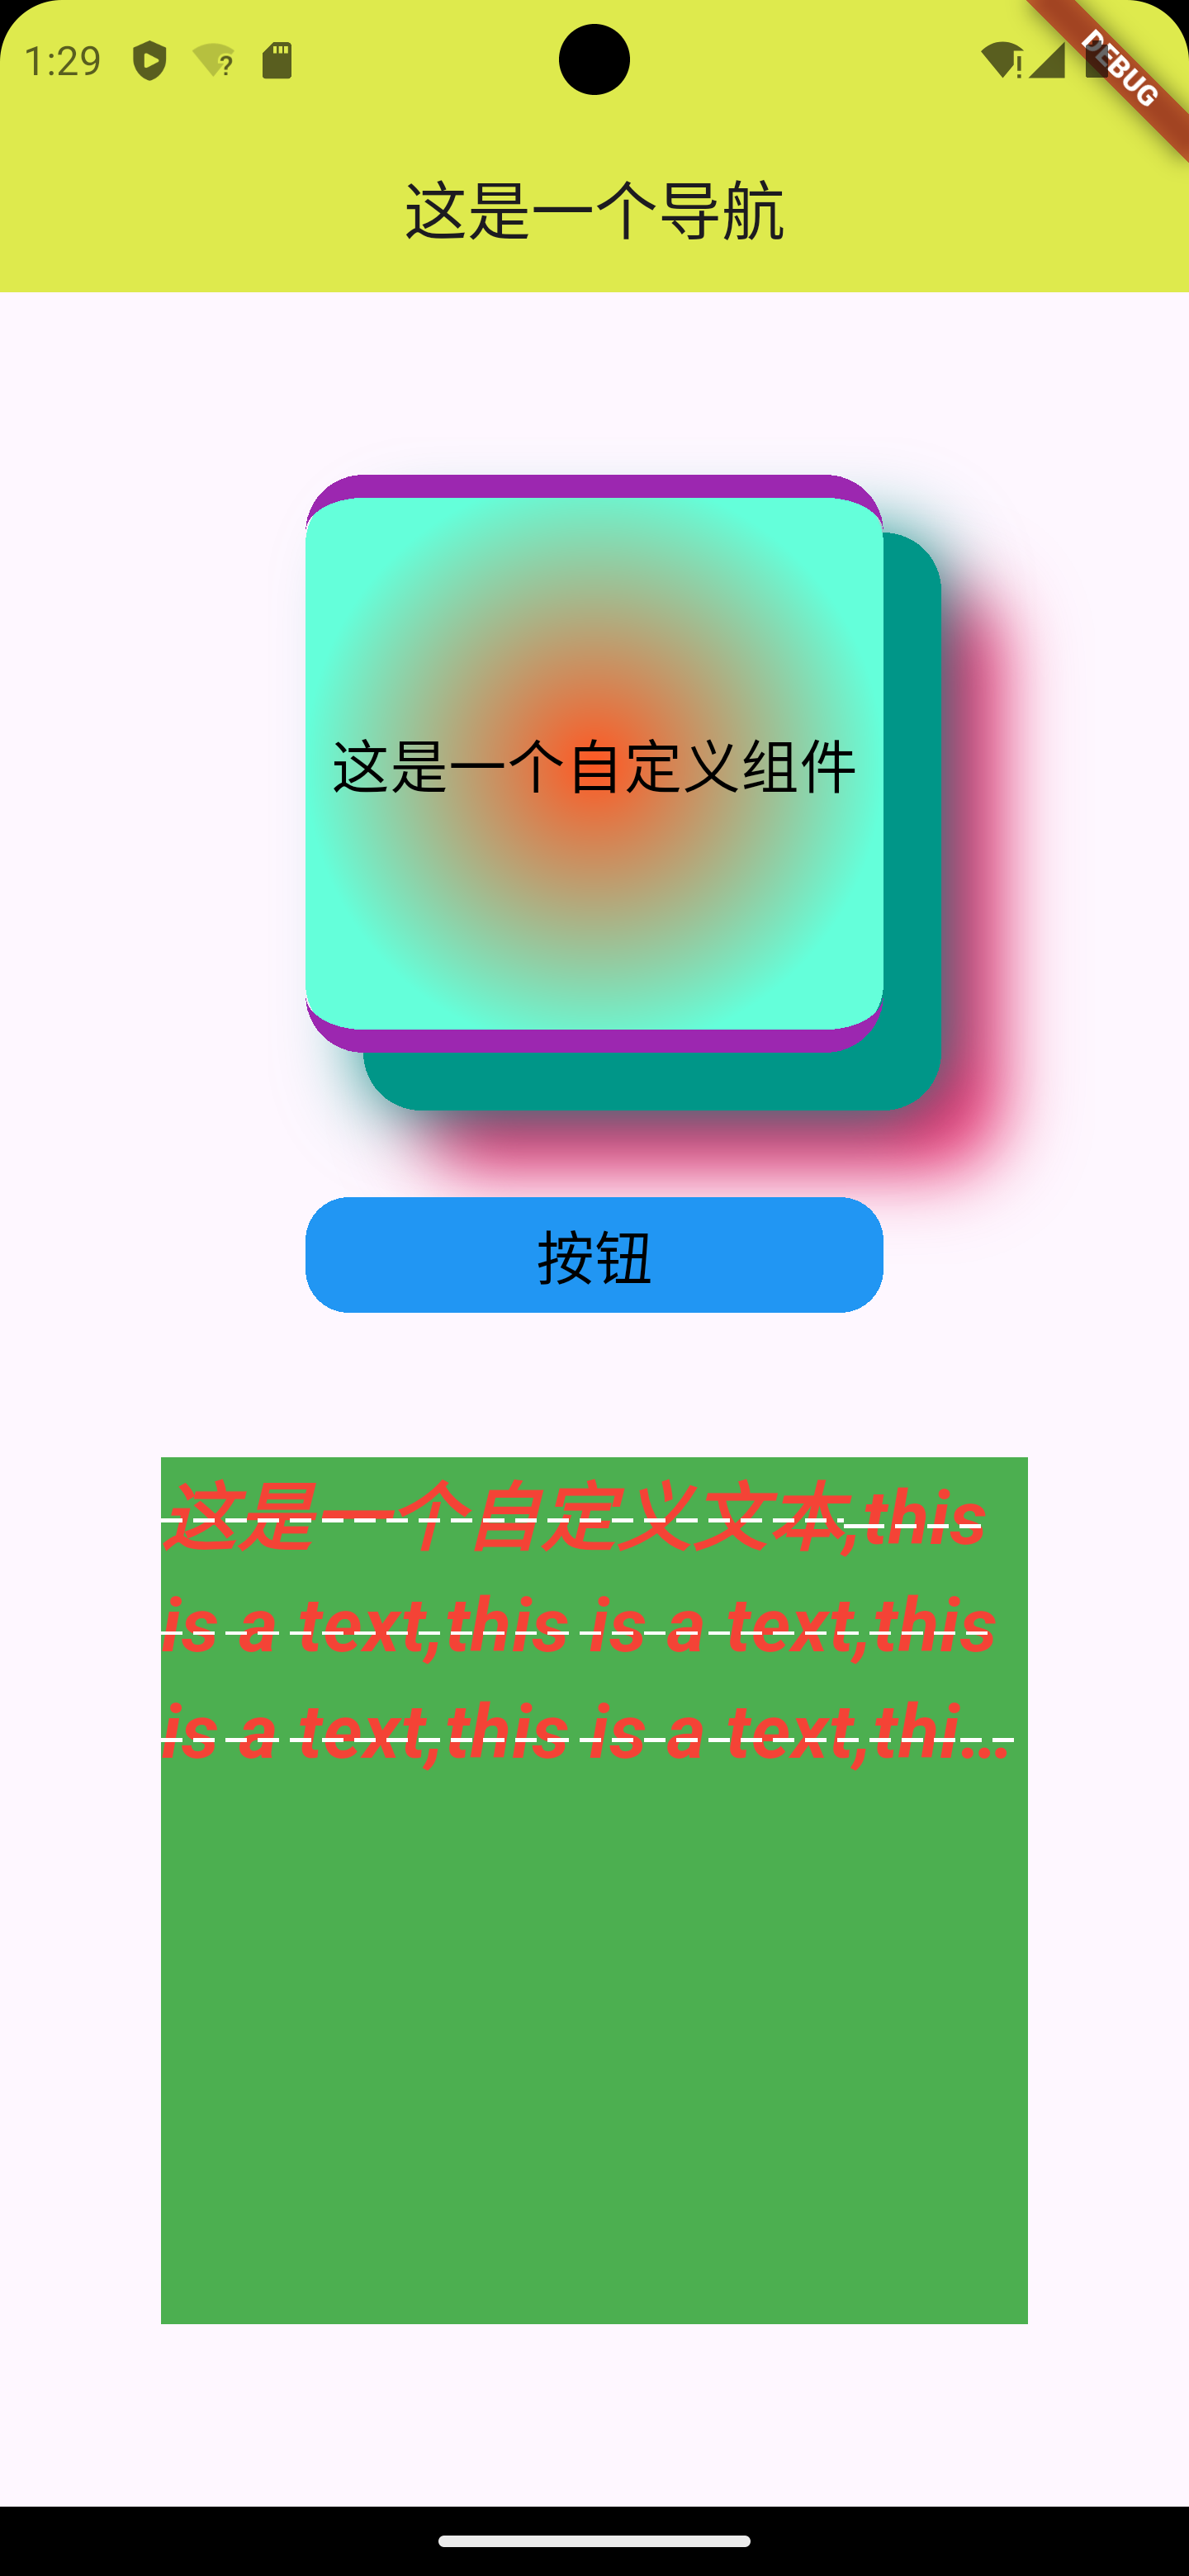 1:29
DEBUG
这是一个导航
这是一个自定义组件
按钮
这是一个自定义文本,this
is a text,this is a text,this
is a text,this is a text,thi…